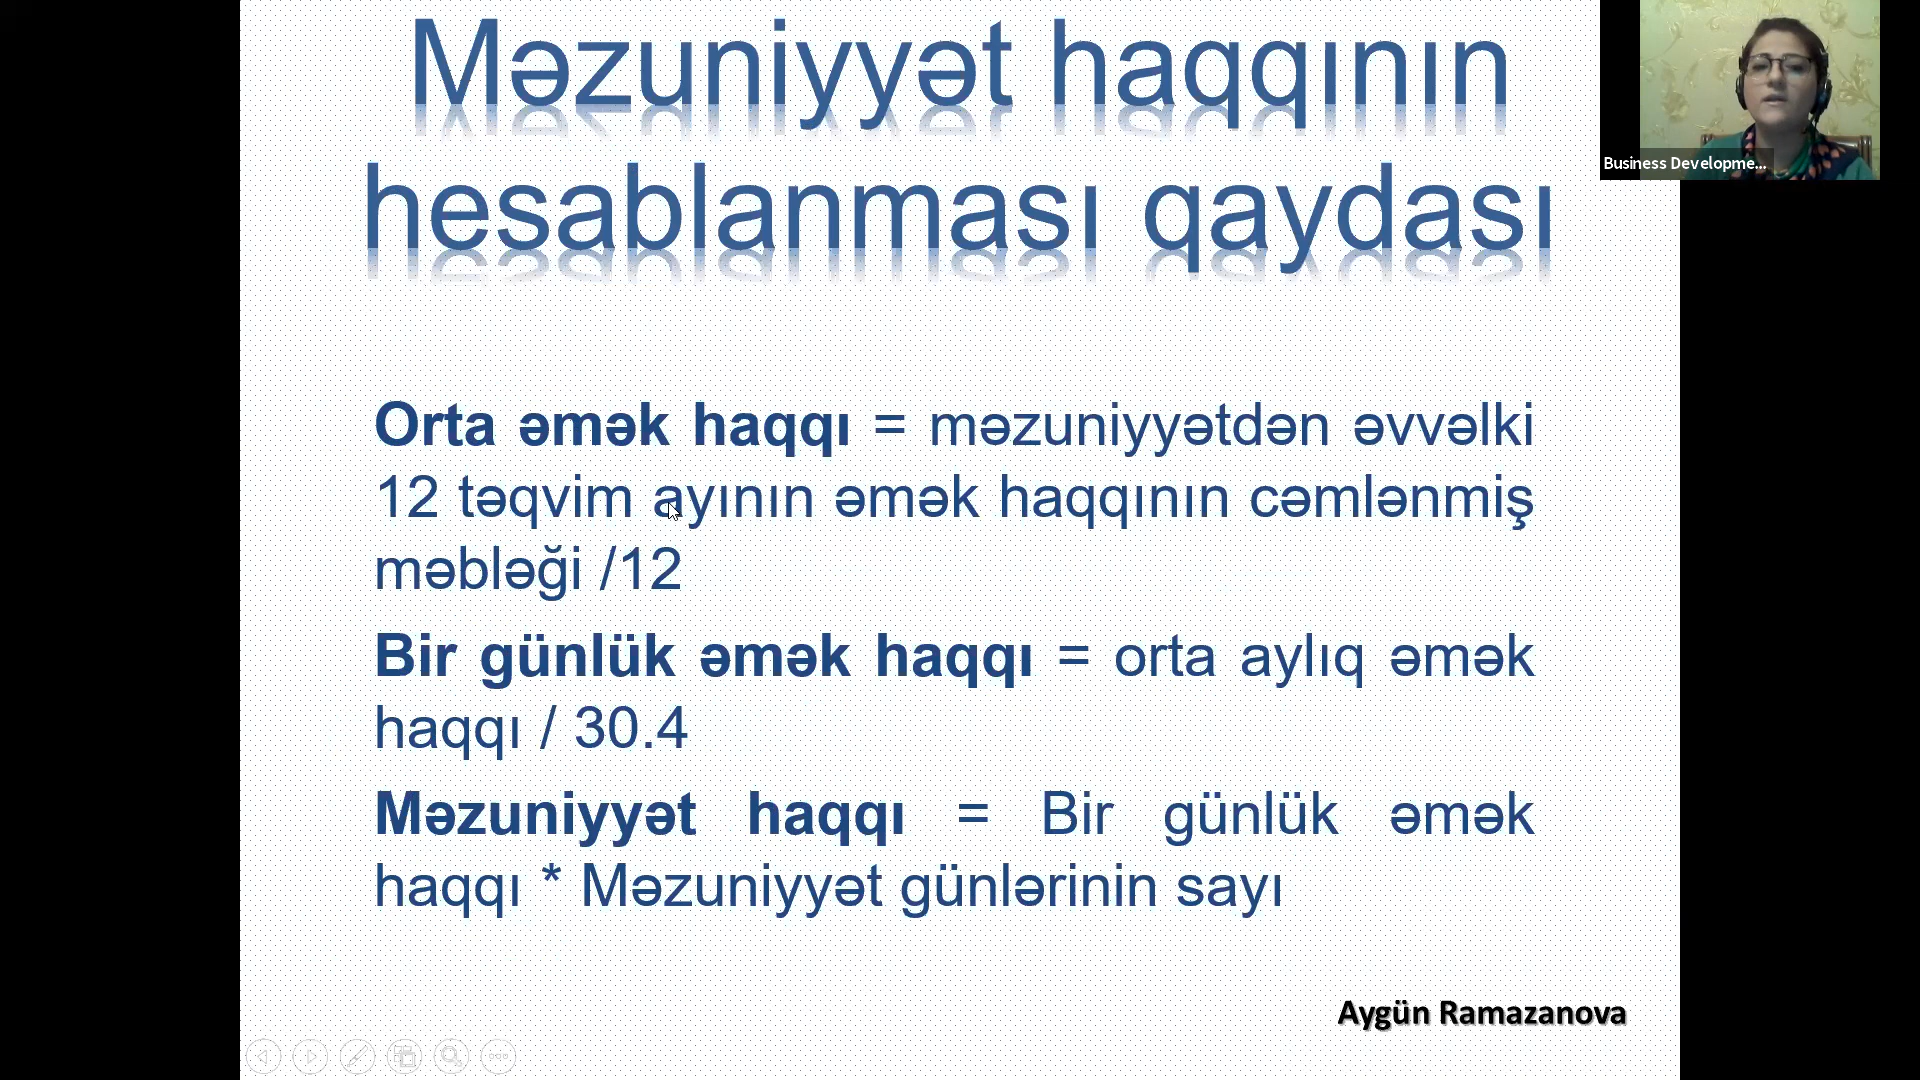 Məzuniyyət haqqının
hesablanması qaydası
Business Developme...
Orta əmək haqqı = məzuniyyətdən əvvəlki
12 təqvim ayının əmək haqqının cəmlənmiş
məbləği /12
Bir günlük əmək haqqı = orta aylıq əmək
haqqı / 30.4
Məzuniyyət haqqı = Bir günlük əmək
haqqı * Məzuniyyət günlərinin sayı
Aygün Ramazanova